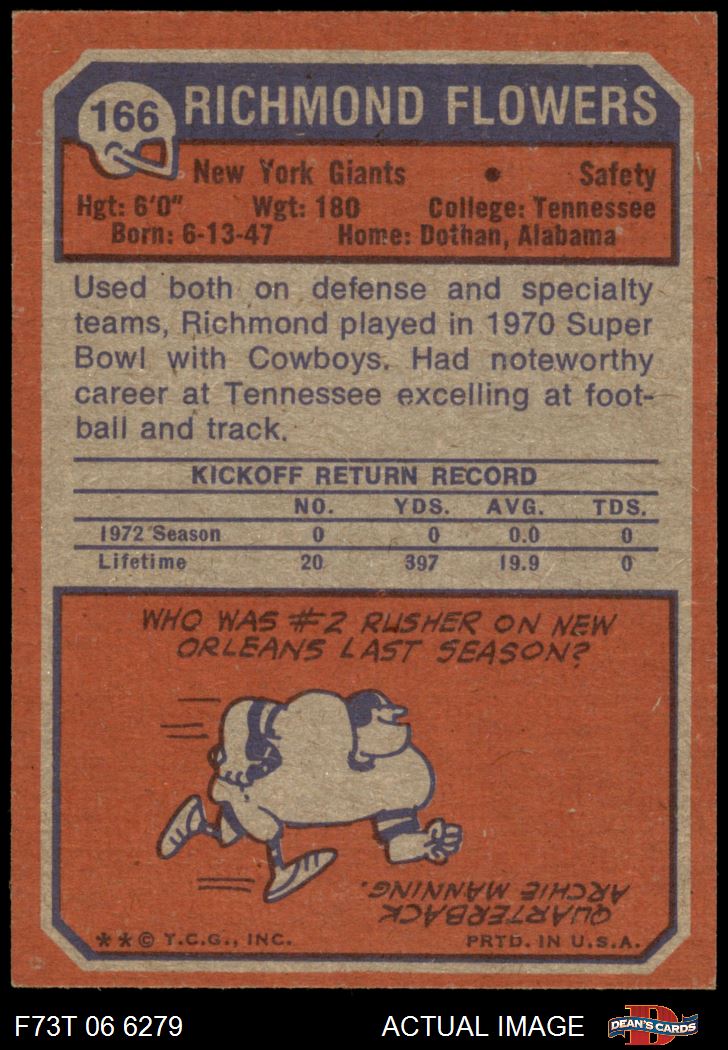 166 RICHMOND FLOWERS
New York Giants • Safety
Hgt: 6'0" Wgt: 180 College: Tennessee
Born: 6-13-47 Home: Dothan, Alabama
Used both on defense and specialty
teams, Richmond played in 1970 Super
Bowl with Cowboys. Had noteworthy
career at Tennessee excelling at foot-
ball and track.
KICKOFF RETURN RECORD
NO. YDS. AVG. TDS.
1972 Season 0 0 0.0 0
Lifetime 20 397 19.9 0
WHO WAS #2 RUSHER ON NEW
ORLEANS LAST SEASON?
QUARTERBACK
ARCHIE MANNING.
**© T.C.G., INC. PRTD. IN U.S.A.
F73T 06 6279 ACTUAL IMAGE D DEAN'S CARDS